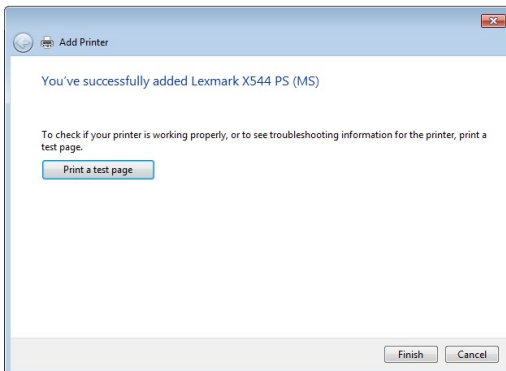 Add Printer
You've successfully added Lexmark X544 PS (MS)
To check if your printer is working properly, or to see troubleshooting information for the printer, print a
test page.
Print a test page
Finish Cancel